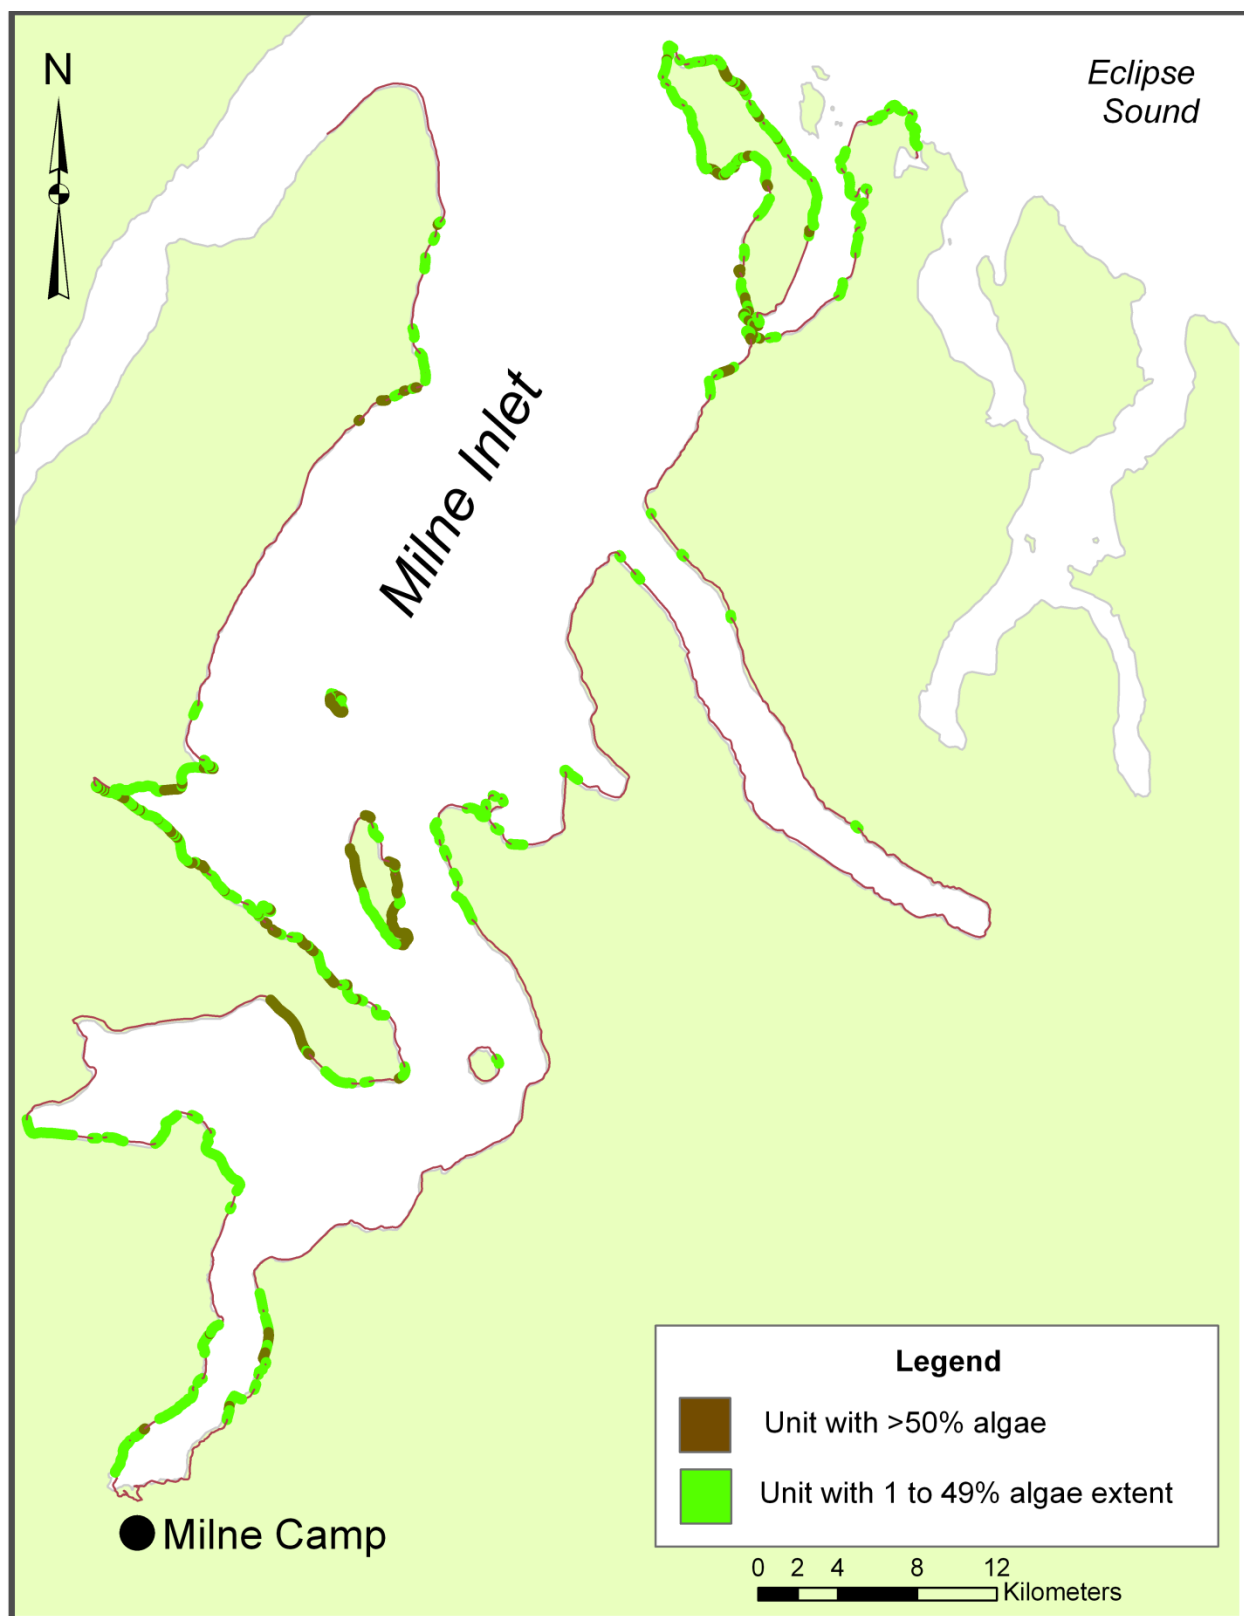 N
Eclipse
Sound
Milne Inlet
Legend
Unit with >50% algae
Unit with 1 to 49% algae extent
Milne Camp
0 2 4 8 12
Kilometers